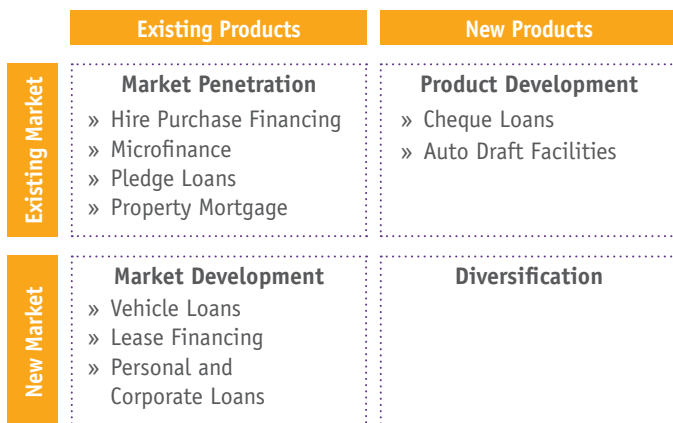 Existing Products
New Products
Existing Market
Market Penetration
» Hire Purchase Financing
» Microfinance
» Pledge Loans
» Property Mortgage
Product Development
» Cheque Loans
» Auto Draft Facilities
New Market
Market Development
» Vehicle Loans
» Lease Financing
» Personal and
Corporate Loans
Diversification